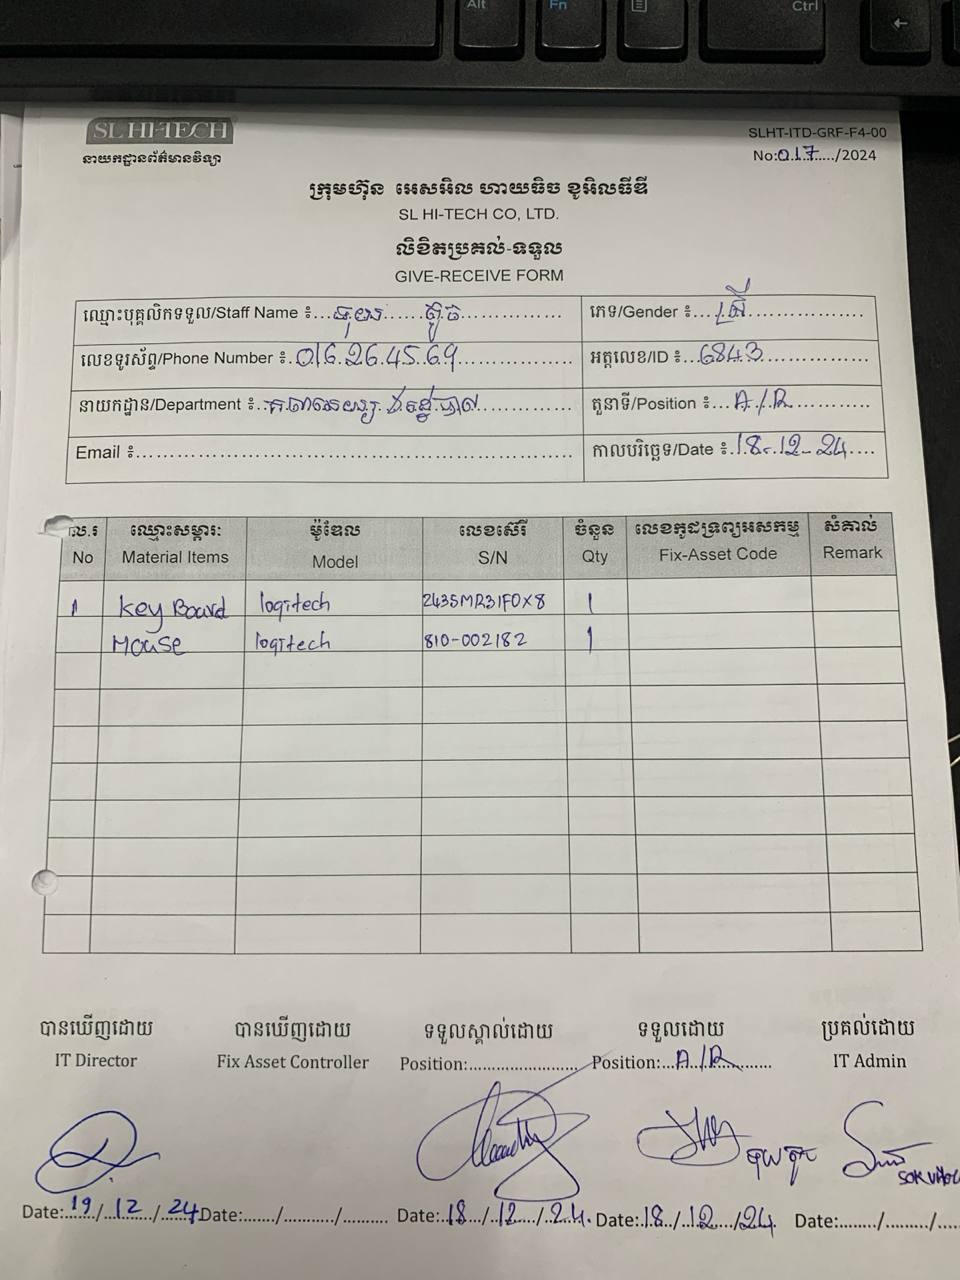 Alt Fn Ctrl
SL HI-TECH
SLHT-ITD-GRF-F4-00
នាយកដ្ឋានព័ត៌មានវិទ្យា
No:017/2024
ក្រុមហ៊ុន អេសអិល ហាយធិច ខូអិលធីឌី
SL HI-TECH CO, LTD.
លិខិតប្រគល់-ទទួល
GIVE-RECEIVE FORM
ឈ្មោះបុគ្គលិកទទួល/Staff Name ៖
ភេទ/Gender ៖ ស្រី
លេខទូរស័ព្ទ/Phone Number ៖ 016.26.45.69
អត្តលេខ/ID ៖ 6843
នាយកដ្ឋាន/Department ៖
តួនាទី/Position ៖ A/R
Email ៖
កាលបរិច្ឆេទ/Date ៖ 18-12-24
ល.រ ឈ្មោះសម្ភារៈ ម៉ូឌែល លេខស៊េរី ចំនួន លេខកូដទ្រព្យអសកម្ម សំគាល់
No Material Items Model S/N Qty Fix-Asset Code Remark
1 Key Board logitech 2435MR31F0X8 1
Mouse logitech 810-002182 1
បានឃើញដោយ បានឃើញដោយ ទទួលស្គាល់ដោយ ទទួលដោយ ប្រគល់ដោយ
IT Director Fix Asset Controller Position: Position: A/R IT Admin
Date: 19/12/24 Date: Date: 18/12/24. Date: 18/12/24 Date: